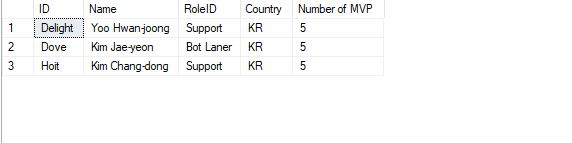 ID Name RoleID Country Number of MVP
1 Delight Yoo Hwan-joong Support KR 5
2 Dove Kim Jae-yeon Bot Laner KR 5
3 Hoit Kim Chang-dong Support KR 5